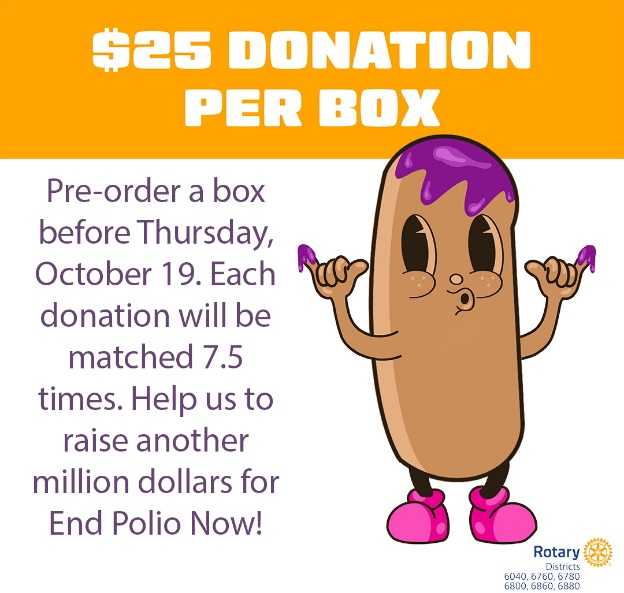 $25 DONATION
PER BOX
Pre-order a box
before Thursday,
October 19. Each
donation will be
matched 7.5
times. Help us to
raise another
million dollars for
End Polio Now!
Rotary
Districts
6040, 6760, 6780
6800, 6860, 6880